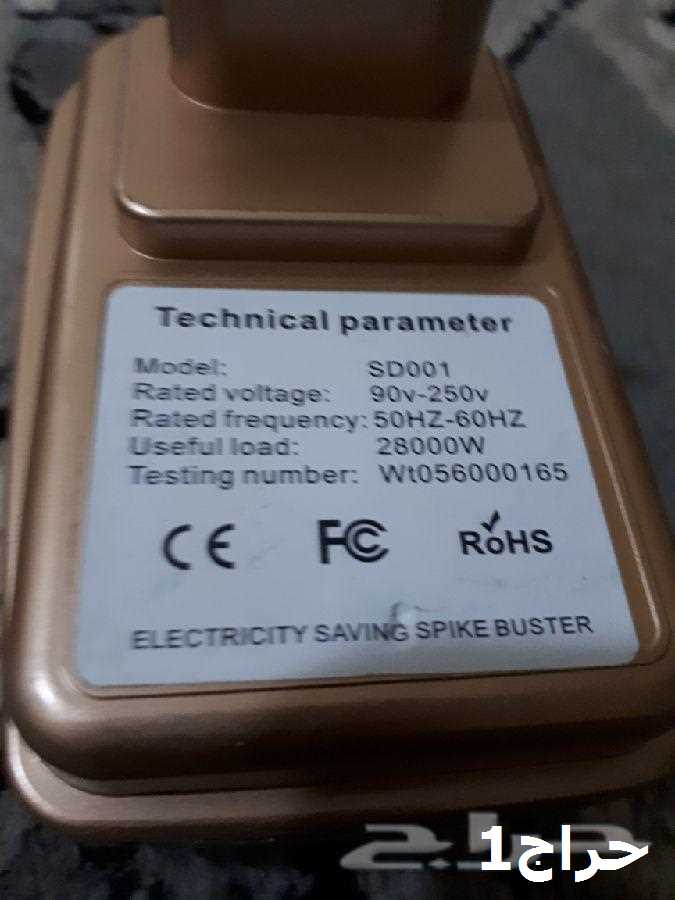 Technical parameter
Model: SD001
Rated voltage: 90v-250v
Rated frequency: 50HZ-60HZ
Useful load: 28000W
Testing number: Wt056000165
CE FC RoHS
ELECTRICITY SAVING SPIKE BUSTER
حراج
حراج1